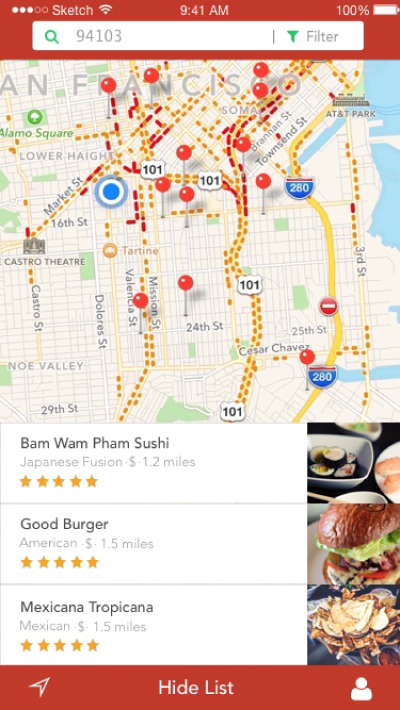 Sketch 9:41 AM 100%
94103 | Filter
AN FRANCISCO
SOMA
AT&T PARK
Alamo Square
Brannan St
Townsend St
LOWER HAIGHT
101
101
280
Market St
16th St
E CASTRO THEATRE
Tartine
3rd St
Castro St
Dolores St
Valencia St
Mission St
101
24th St
25th St
Cesar Chavez
NOE VALLEY
280
29th St
101
Bam Wam Pham Sushi
Japanese Fusion · $ · 1.2 miles
Good Burger
American · $ · 1.5 miles
Mexicana Tropicana
Mexican · $ · 1.5 miles
Hide List